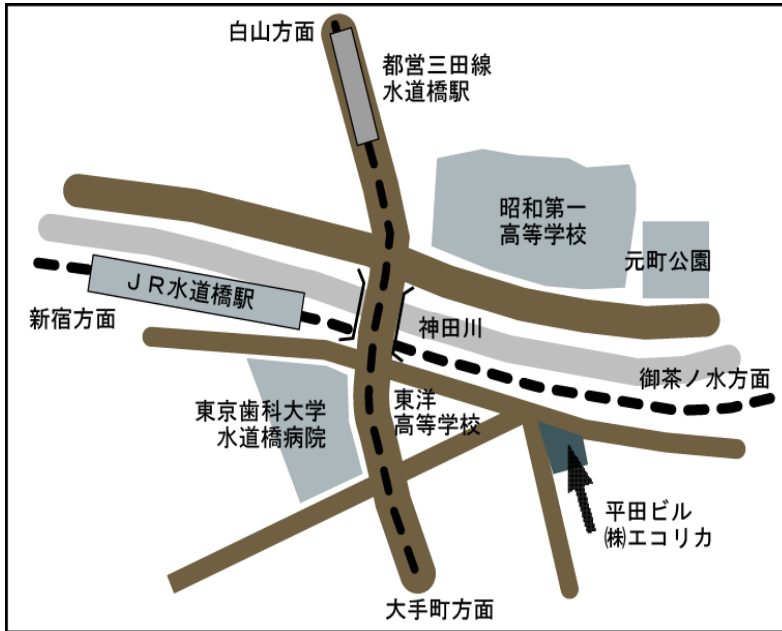 白山方面
都営三田線
水道橋駅
昭和第一
高等学校
元町公園
ＪＲ水道橋駅
新宿方面
神田川
御茶ノ水方面
東京歯科大学
水道橋病院
東洋
高等学校
平田ビル
㈱エコリカ
大手町方面